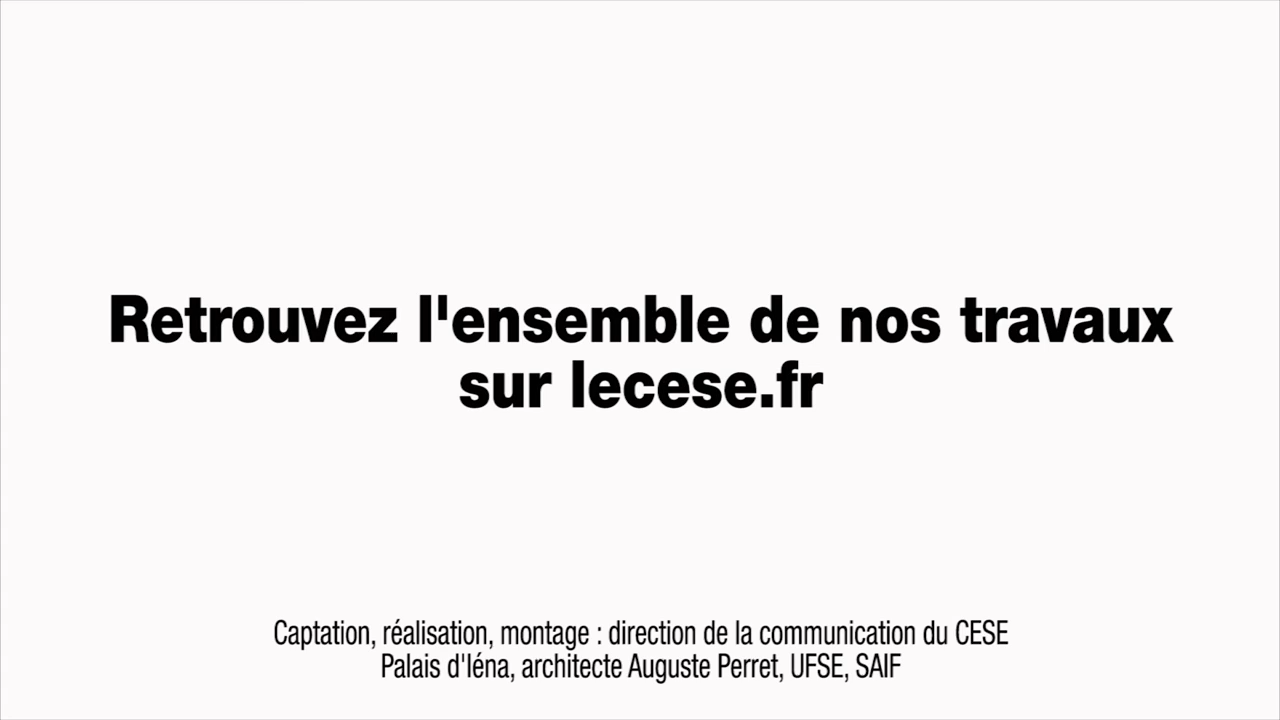 Retrouvez l'ensemble de nos travaux
sur lecese.fr
Captation, réalisation, montage : direction de la communication du CESE
Palais d'Iéna, architecte Auguste Perret, UFSE, SAIF